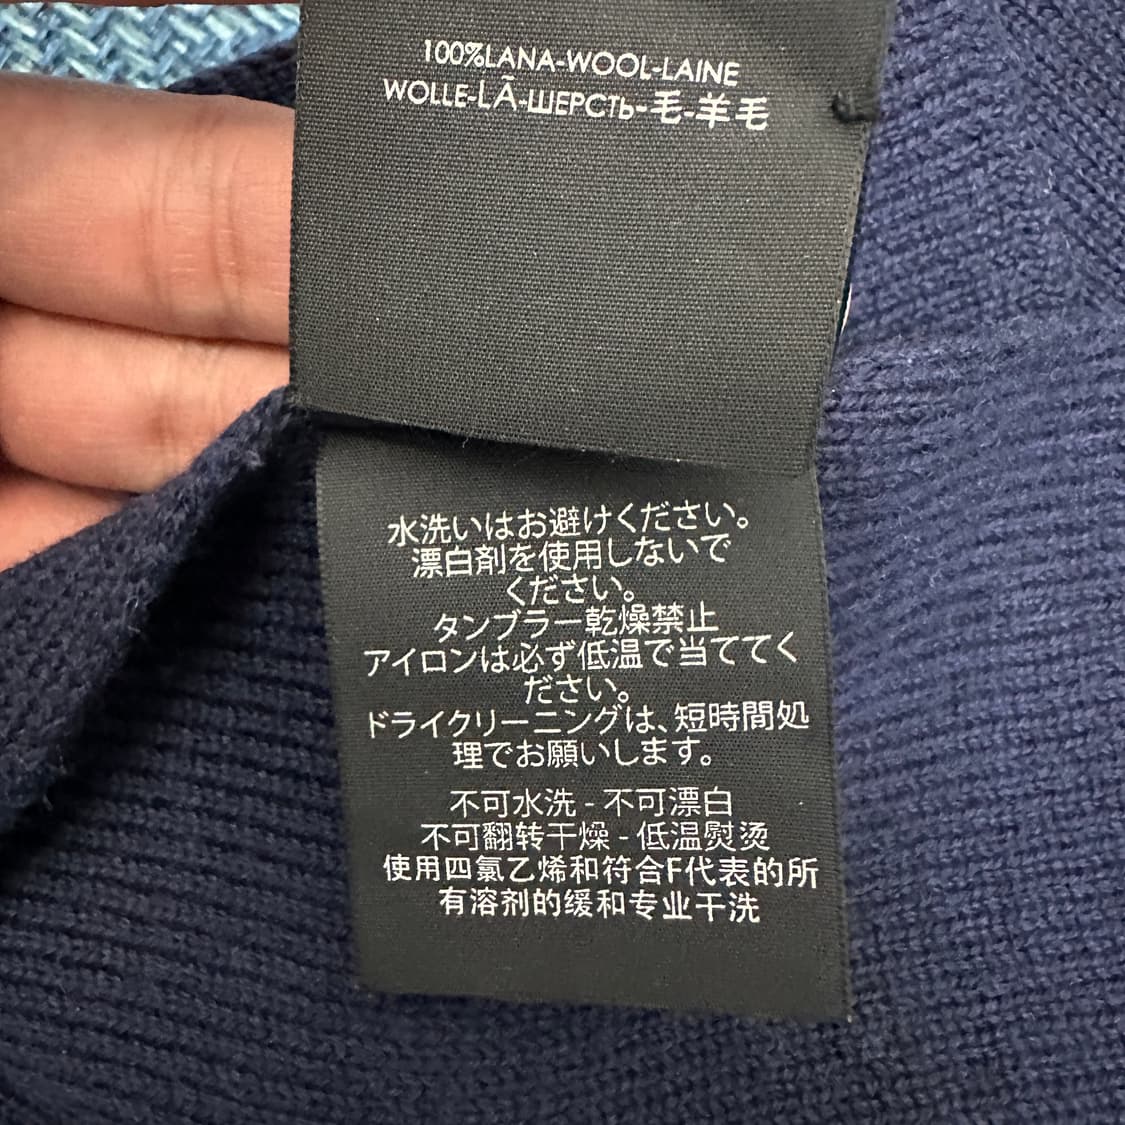 100%LANA-WOOL-LAINE
WOLLE-LÃ-ШЕРСТЬ-毛-羊毛
水洗いはお避けください。
漂白剤を使用しないで
ください。
タンブラー乾燥禁止
アイロンは必ず低温で当ててく
ださい。
ドライクリーニングは、短時間処
理でお願いします。
不可水洗 - 不可漂白
不可翻转干燥 - 低温熨烫
使用四氯乙烯和符合F代表的所
有溶剂的缓和专业干洗